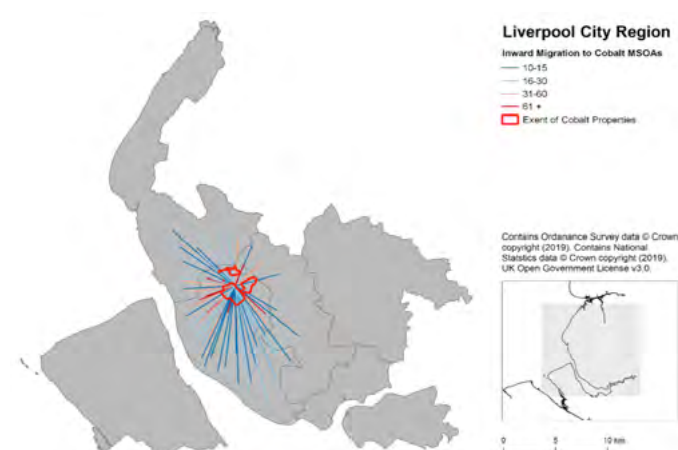 Liverpool City Region
Inward Migration to Cobalt MSOAs
10-15
16-30
31-60
61 +
Exent of Cobalt Properties
Contains Ordanance Survey data © Crown
copyright (2019). Contains National
Statstics data © Crown copyright (2019).
UK Open Government License v3.0.
0 5 10 nm